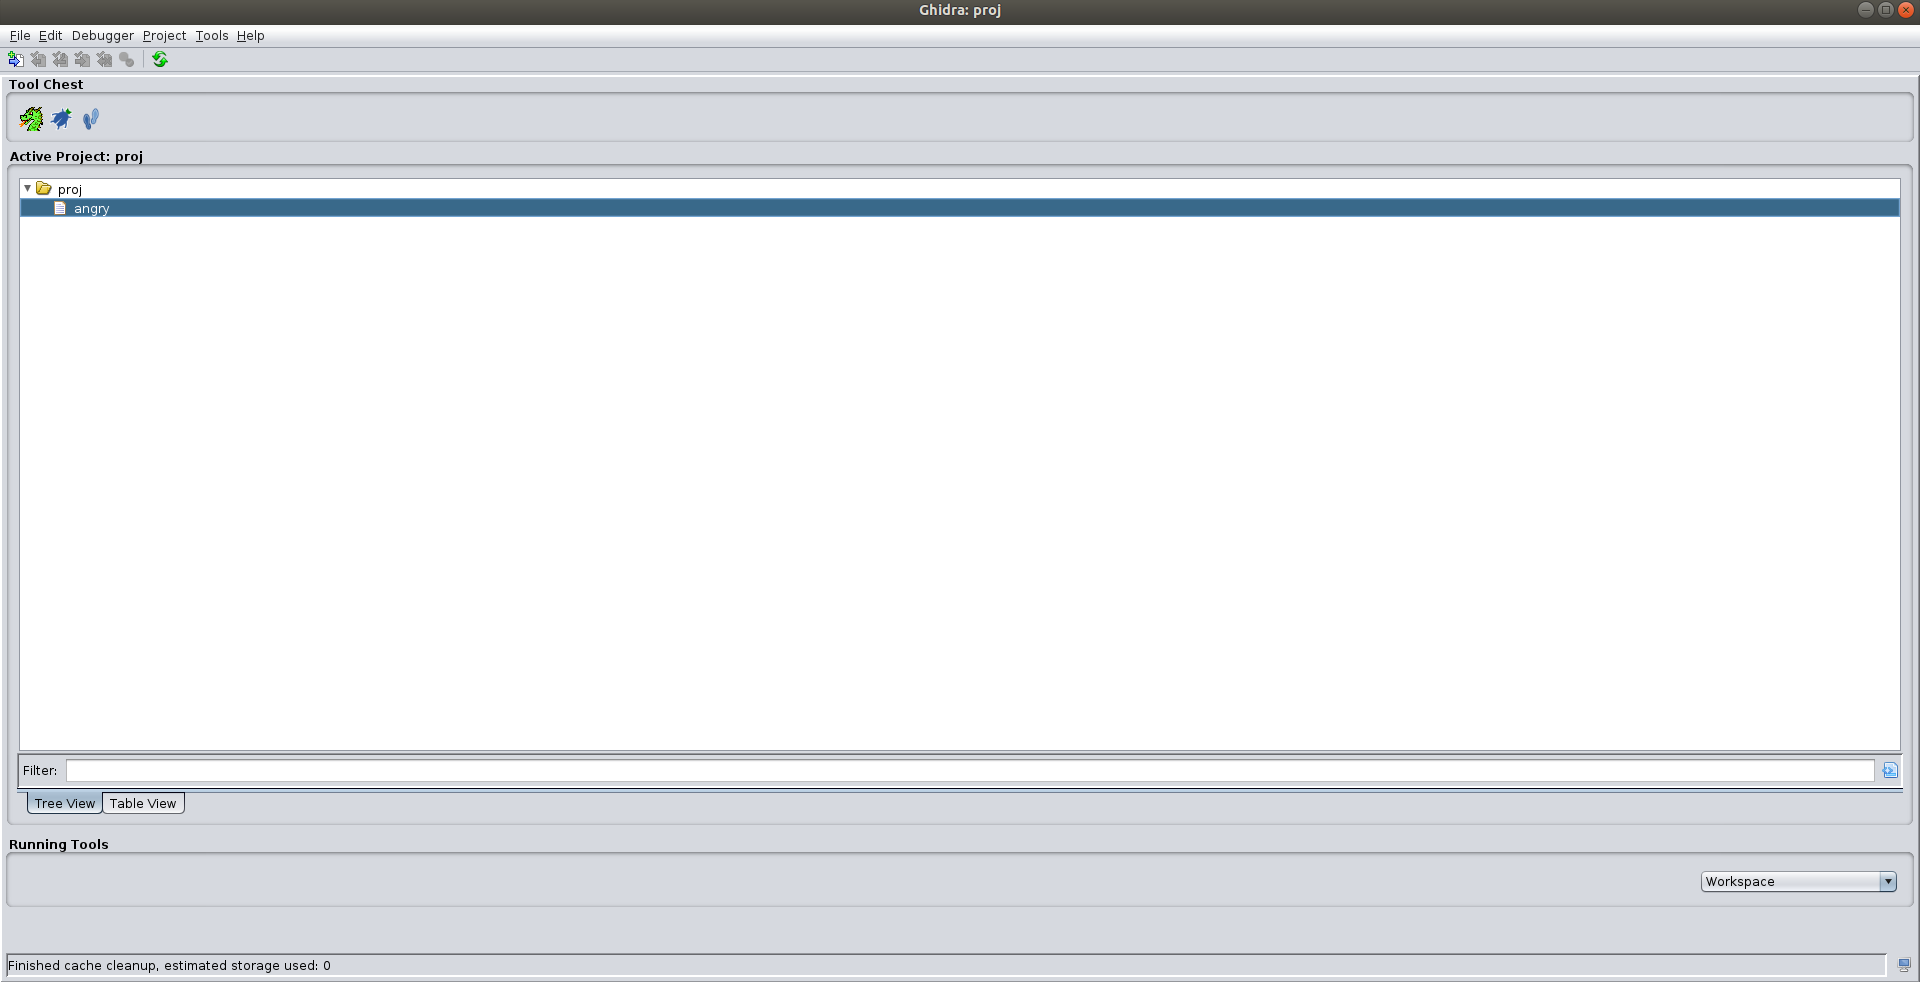 Ghidra: proj
File Edit Debugger Project Tools Help
Tool Chest
Active Project: proj
proj
angry
Filter:
Tree View Table View
Running Tools
Workspace
Finished cache cleanup, estimated storage used: 0